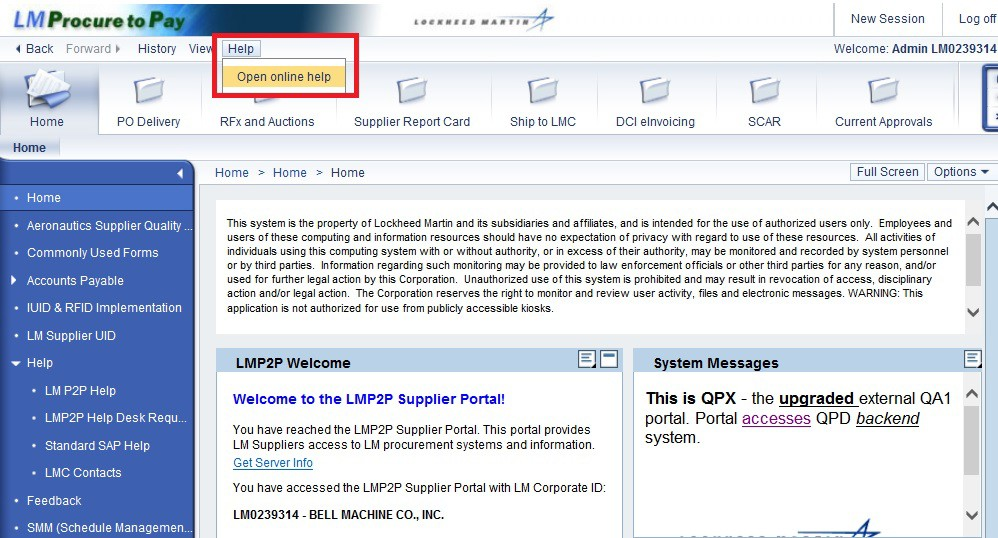 LM Procure to Pay
LOCKHEED MARTIN
New Session
Log off
Back Forward History View Help
Welcome: Admin LM0239314
Open online help
Home
PO Delivery
RFx and Auctions
Supplier Report Card
Ship to LMC
DCI eInvoicing
SCAR
Current Approvals
Home
Home > Home > Home
Full Screen
Options
Home
Aeronautics Supplier Quality ...
Commonly Used Forms
Accounts Payable
IUID & RFID Implementation
LM Supplier UID
Help
LM P2P Help
LMP2P Help Desk Requ...
Standard SAP Help
LMC Contacts
Feedback
SMM (Schedule Managemen...
This system is the property of Lockheed Martin and its subsidiaries and affiliates, and is intended for the use of authorized users only. Employees and
users of these computing and information resources should have no expectation of privacy with regard to use of these resources. All activities of
individuals using this computing system with or without authority, or in excess of their authority, may be monitored and recorded by system personnel
or by third parties. Information regarding such monitoring may be provided to law enforcement officials or other third parties for any reason, and/or
used for further legal action by this Corporation. Unauthorized use of this system is prohibited and may result in revocation of access, disciplinary
action and/or legal action. The Corporation reserves the right to monitor and review user activity, files and electronic messages. WARNING: This
application is not authorized for use from publicly accessible kiosks.
LMP2P Welcome
Welcome to the LMP2P Supplier Portal!
You have reached the LMP2P Supplier Portal. This portal provides
LM Suppliers access to LM procurement systems and information.
Get Server Info
You have accessed the LMP2P Supplier Portal with LM Corporate ID:
LM0239314 - BELL MACHINE CO., INC.
System Messages
This is QPX - the upgraded external QA1
portal. Portal accesses QPD backend
system.